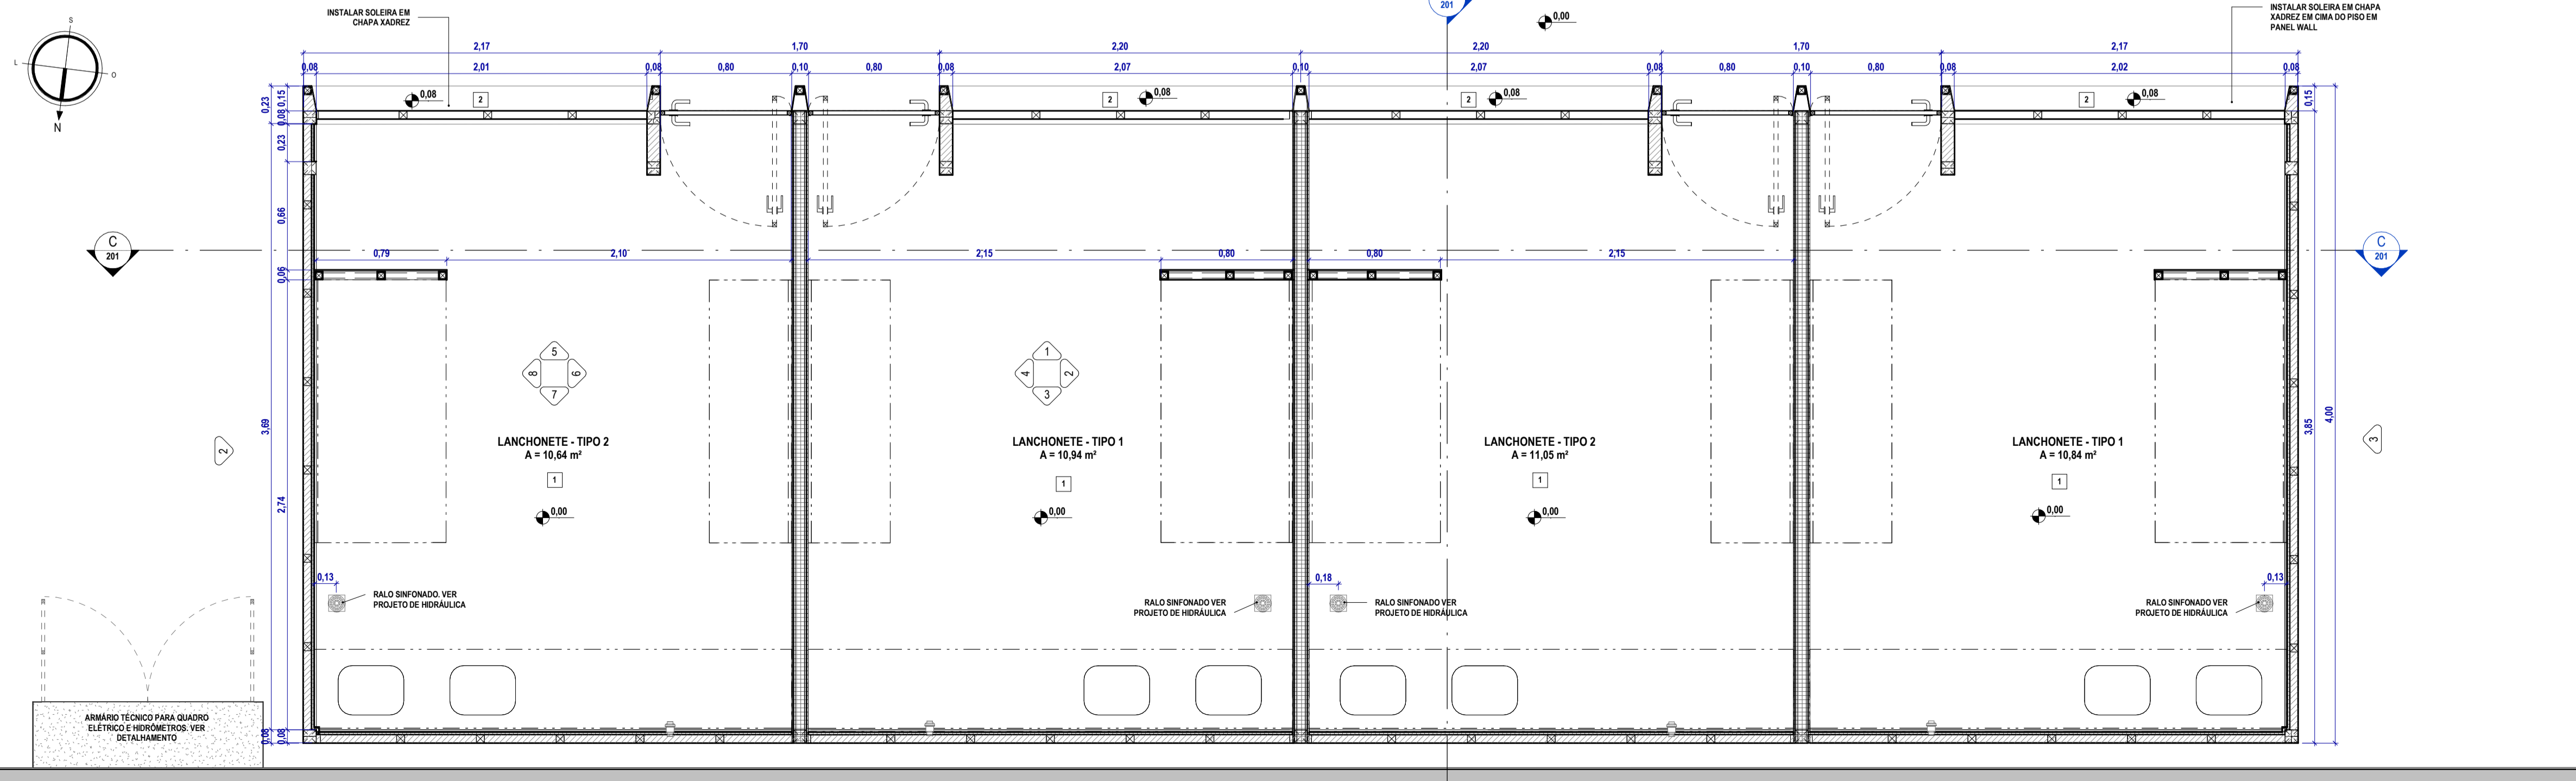 INSTALAR SOLEIRA EM
CHAPA XADREZ
201
0,00
INSTALAR SOLEIRA EM CHAPA
XADREZ EM CIMA DO PISO EM
PANEL WALL
S
L
O
N
2,17
1,70
2,20
2,20
1,70
2,17
0,08
2,01
0,08
0,80
0,10
0,80
0,08
2,07
0,10
2,07
0,08
0,80
0,10
0,80
0,08
2,02
0,08
0,23
0,15
0,08
0,23
0,66
0,06
3,69
2,74
0,08
0,08
0,15
3,85
4,00
0,08
2
2
0,08
2
0,08
2
0,08
C
201
C
201
0,79
2,10
2,15
0,80
0,80
2,15
5
8
6
7
1
4
2
3
2
3
LANCHONETE - TIPO 2
A = 10,64 m²
1
0,00
LANCHONETE - TIPO 1
A = 10,94 m²
1
0,00
LANCHONETE - TIPO 2
A = 11,05 m²
1
0,00
LANCHONETE - TIPO 1
A = 10,84 m²
1
0,00
0,13
RALO SINFONADO. VER
PROJETO DE HIDRÁULICA
RALO SINFONADO VER
PROJETO DE HIDRÁULICA
0,18
RALO SINFONADO VER
PROJETO DE HIDRÁULICA
0,13
RALO SINFONADO VER
PROJETO DE HIDRÁULICA
ARMÁRIO TÉCNICO PARA QUADRO
ELÉTRICO E HIDRÔMETROS. VER
DETALHAMENTO